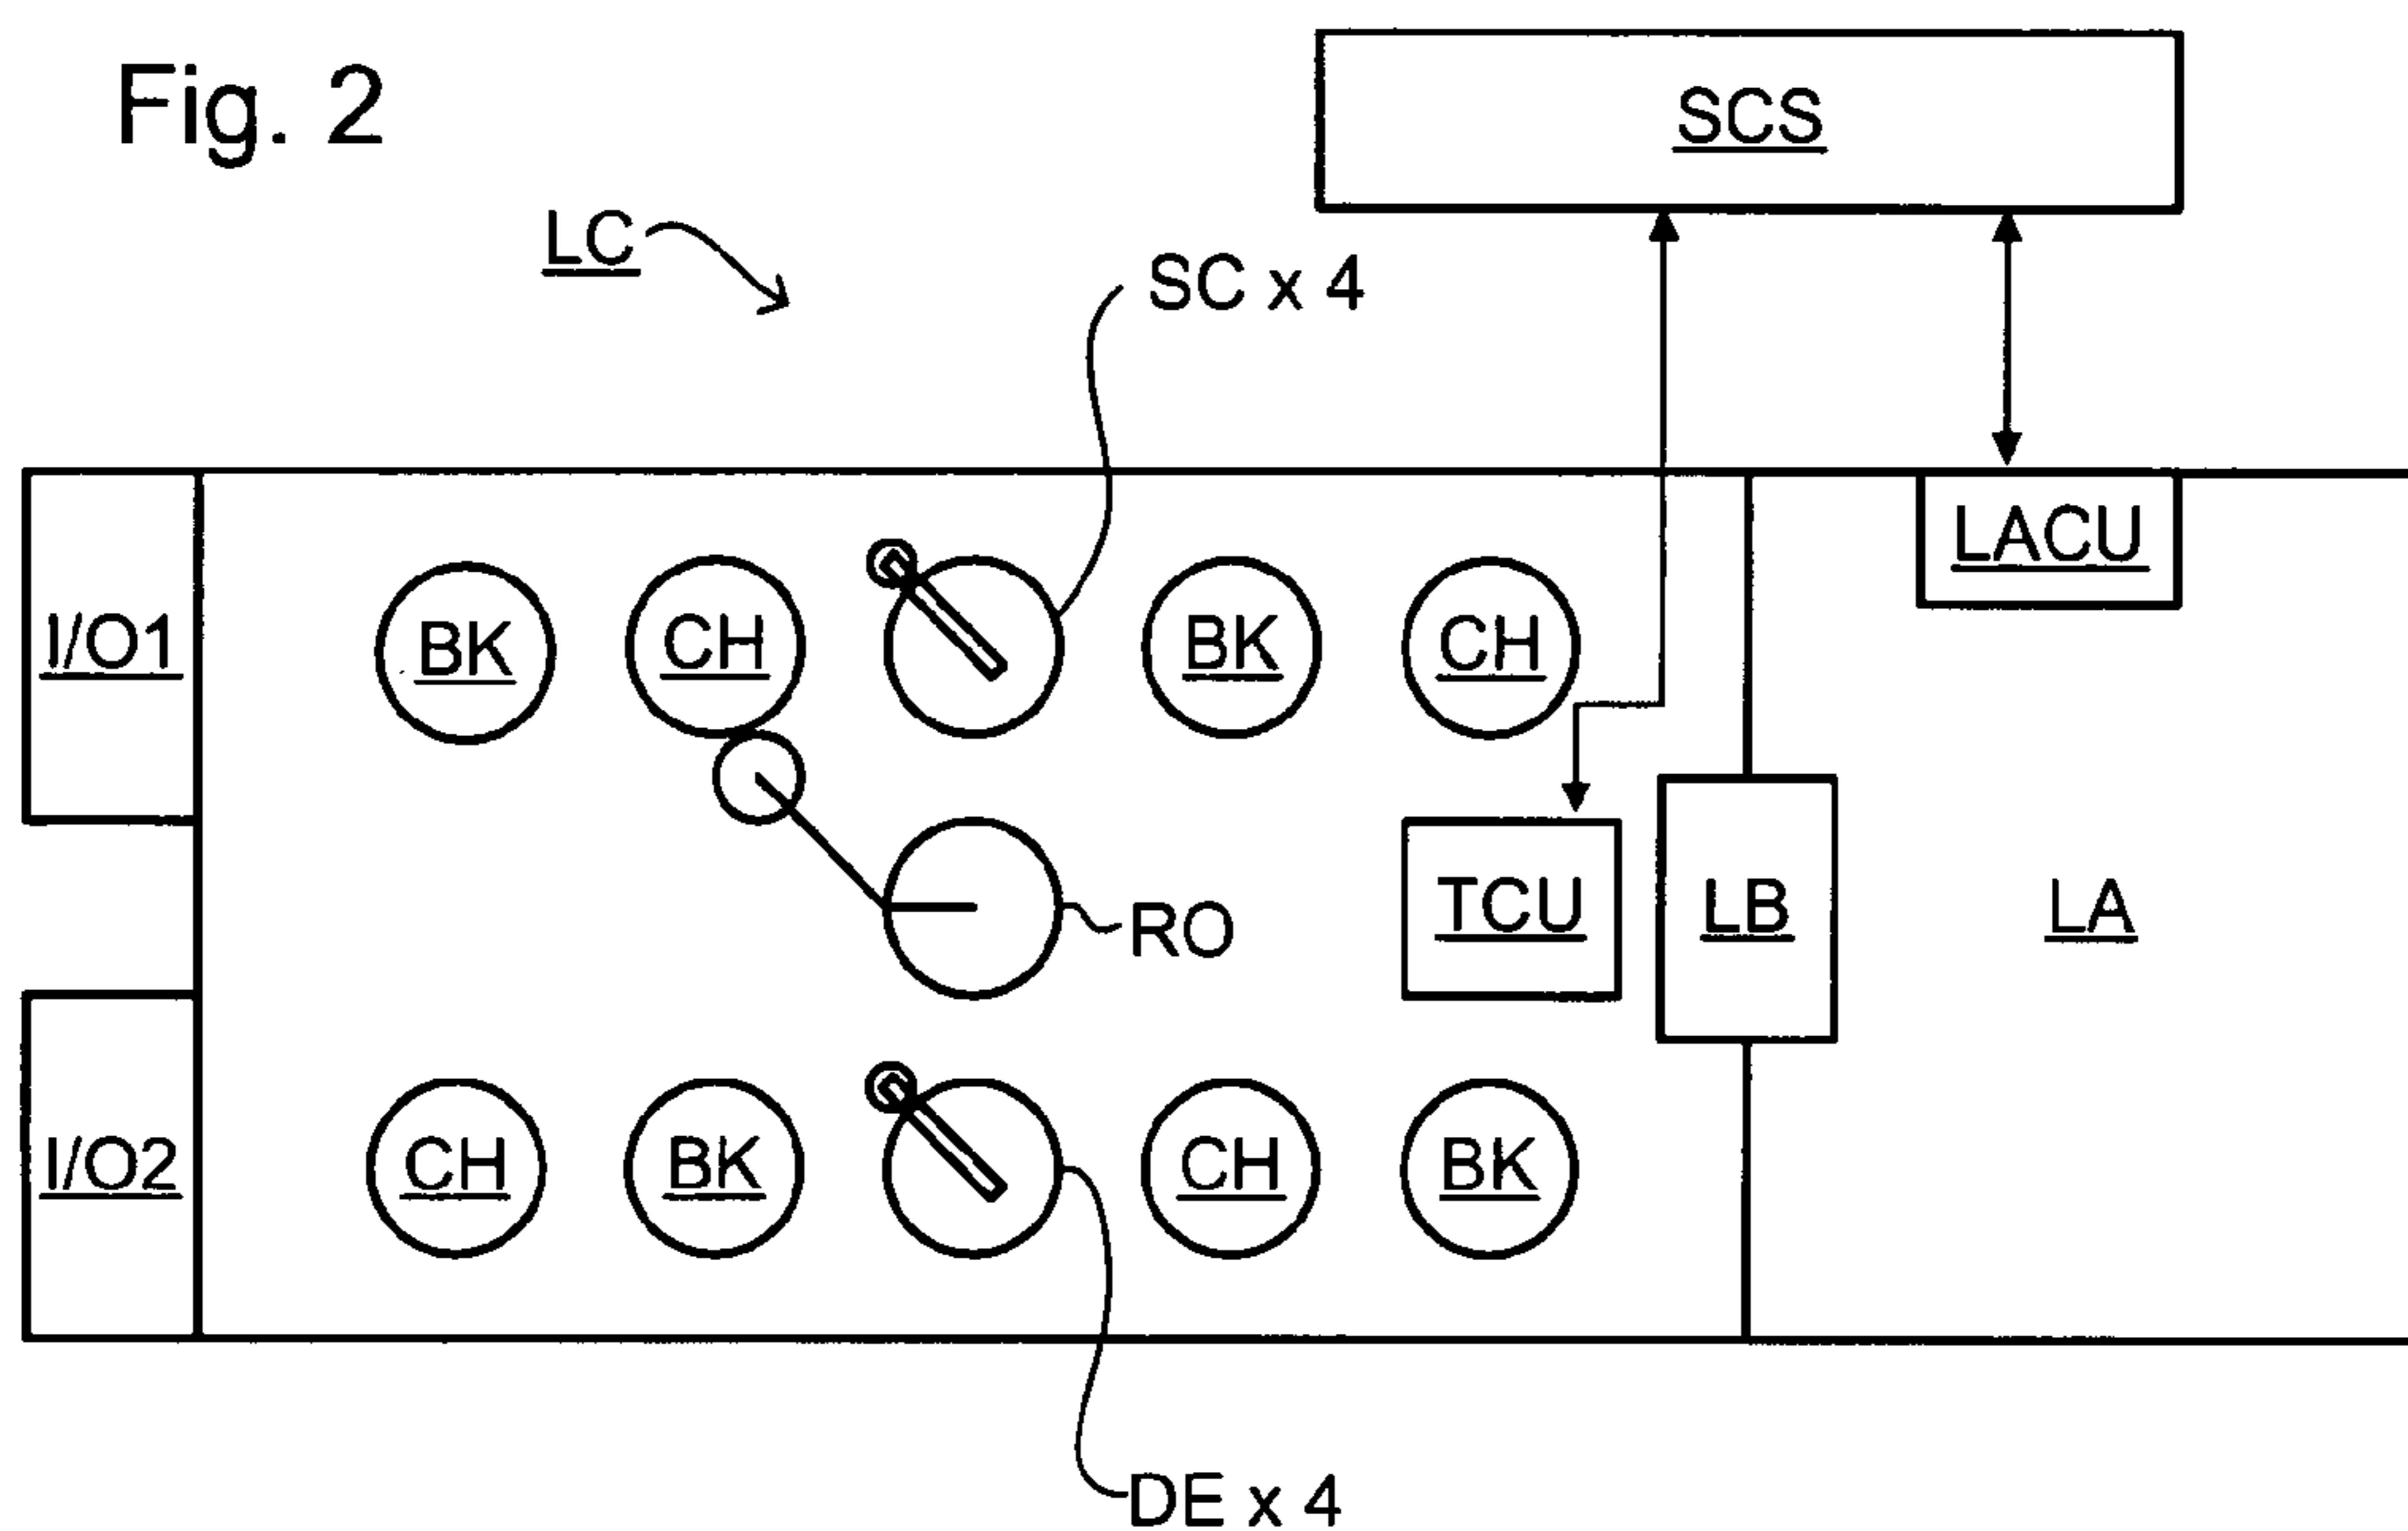 Fig. 2
SCS
LC
SC x 4
LACU
I/O1
BK
CH
BK
CH
RO
TCU
LB
LA
I/O2
CH
BK
CH
BK
DE x 4